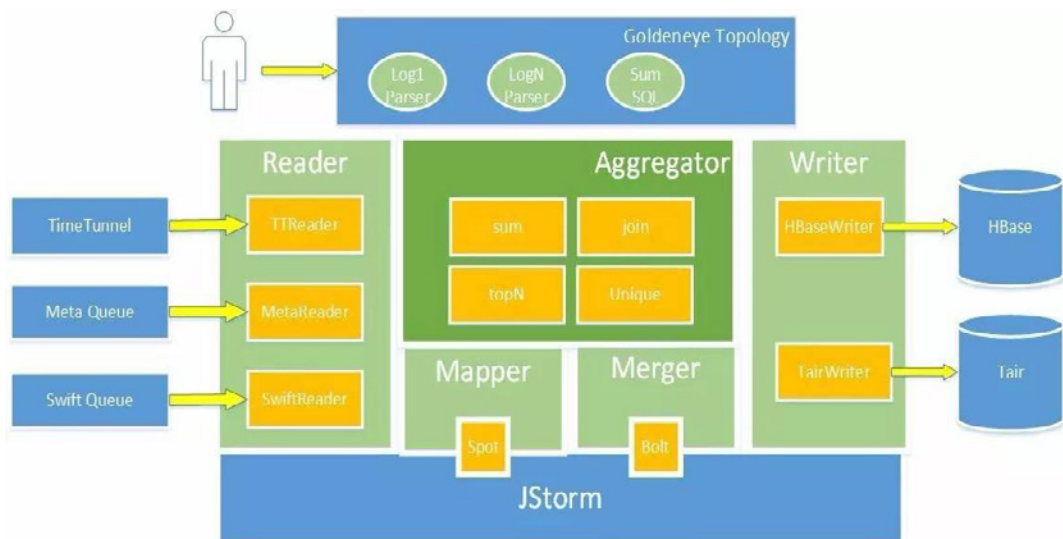 Goldeneye Topology
Log1
Parser
LogN
Parser
Sum
SQL
Reader
Aggregator
Writer
TimeTunnel
TTReader
sum
join
HBaseWriter
HBase
topN
Unique
Meta Queue
MetaReader
Mapper
Merger
Swift Queue
SwiftReader
TairWriter
Tair
Spot
Bolt
JStorm